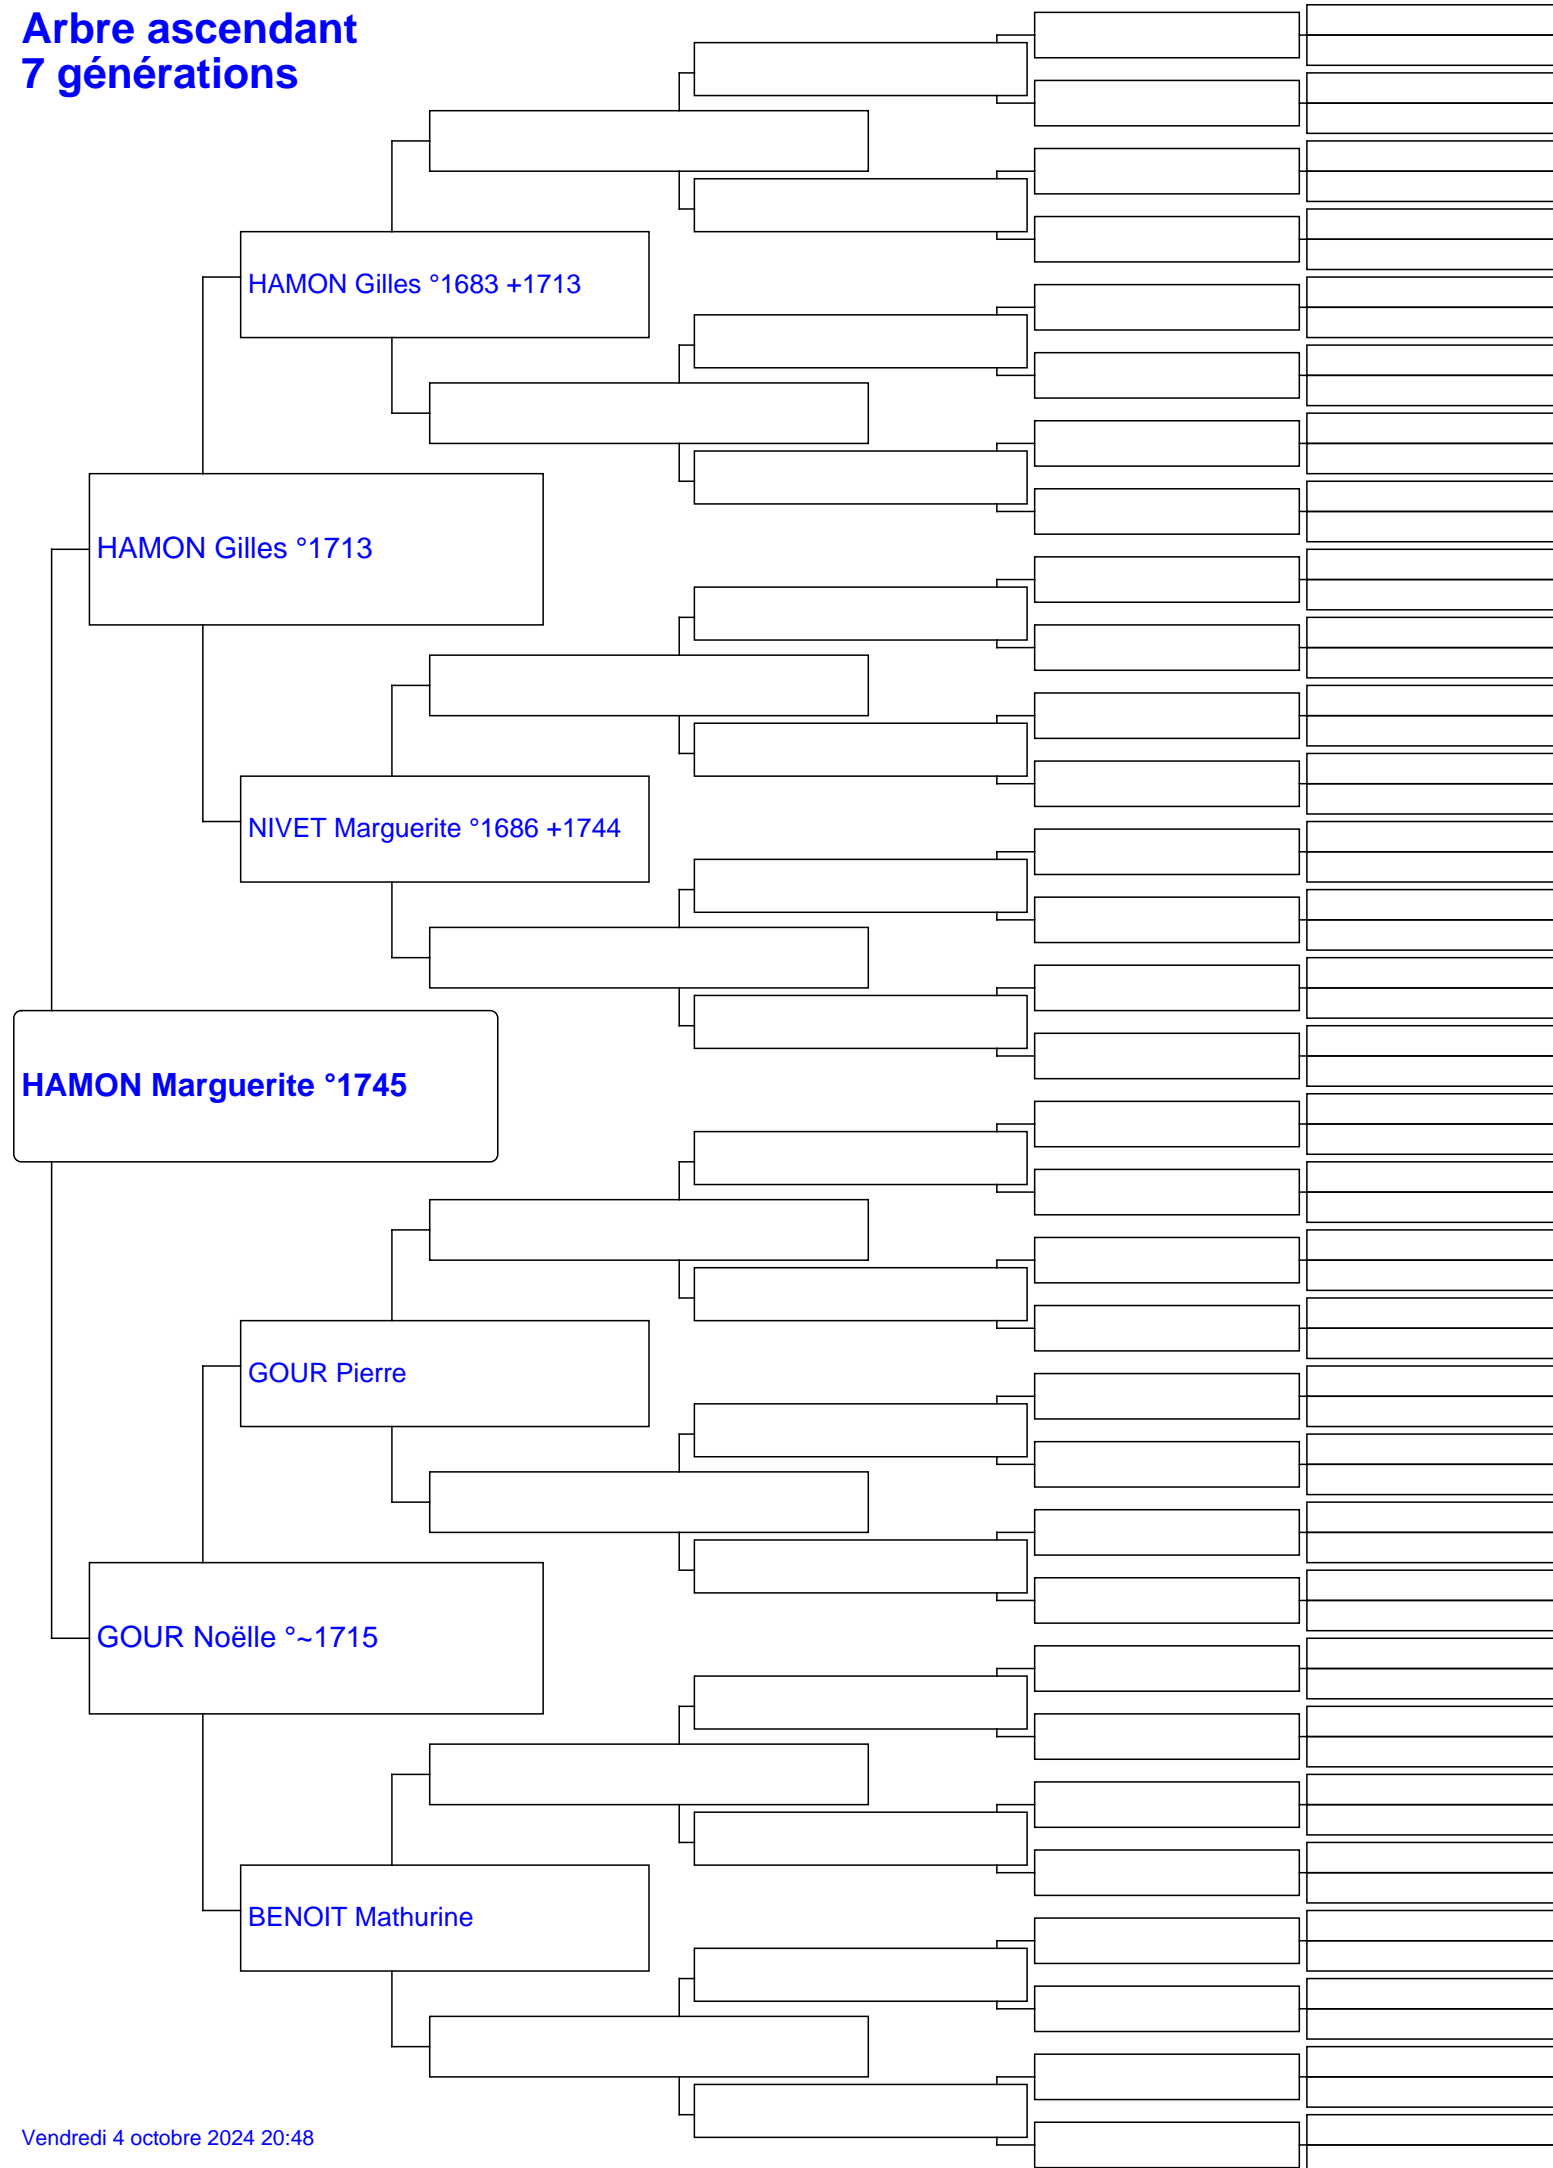 Arbre ascendant
7 générations
HAMON Gilles °1683 +1713
HAMON Gilles °1713
NIVET Marguerite °1686 +1744
HAMON Marguerite °1745
GOUR Pierre
GOUR Noëlle °~1715
BENOIT Mathurine
Vendredi 4 octobre 2024 20:48